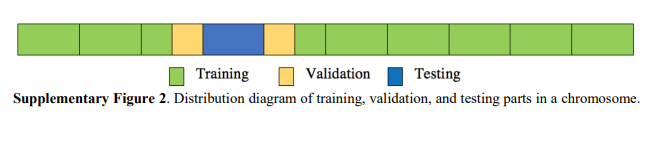 Training Validation Testing
Supplementary Figure 2. Distribution diagram of training, validation, and testing parts in a chromosome.